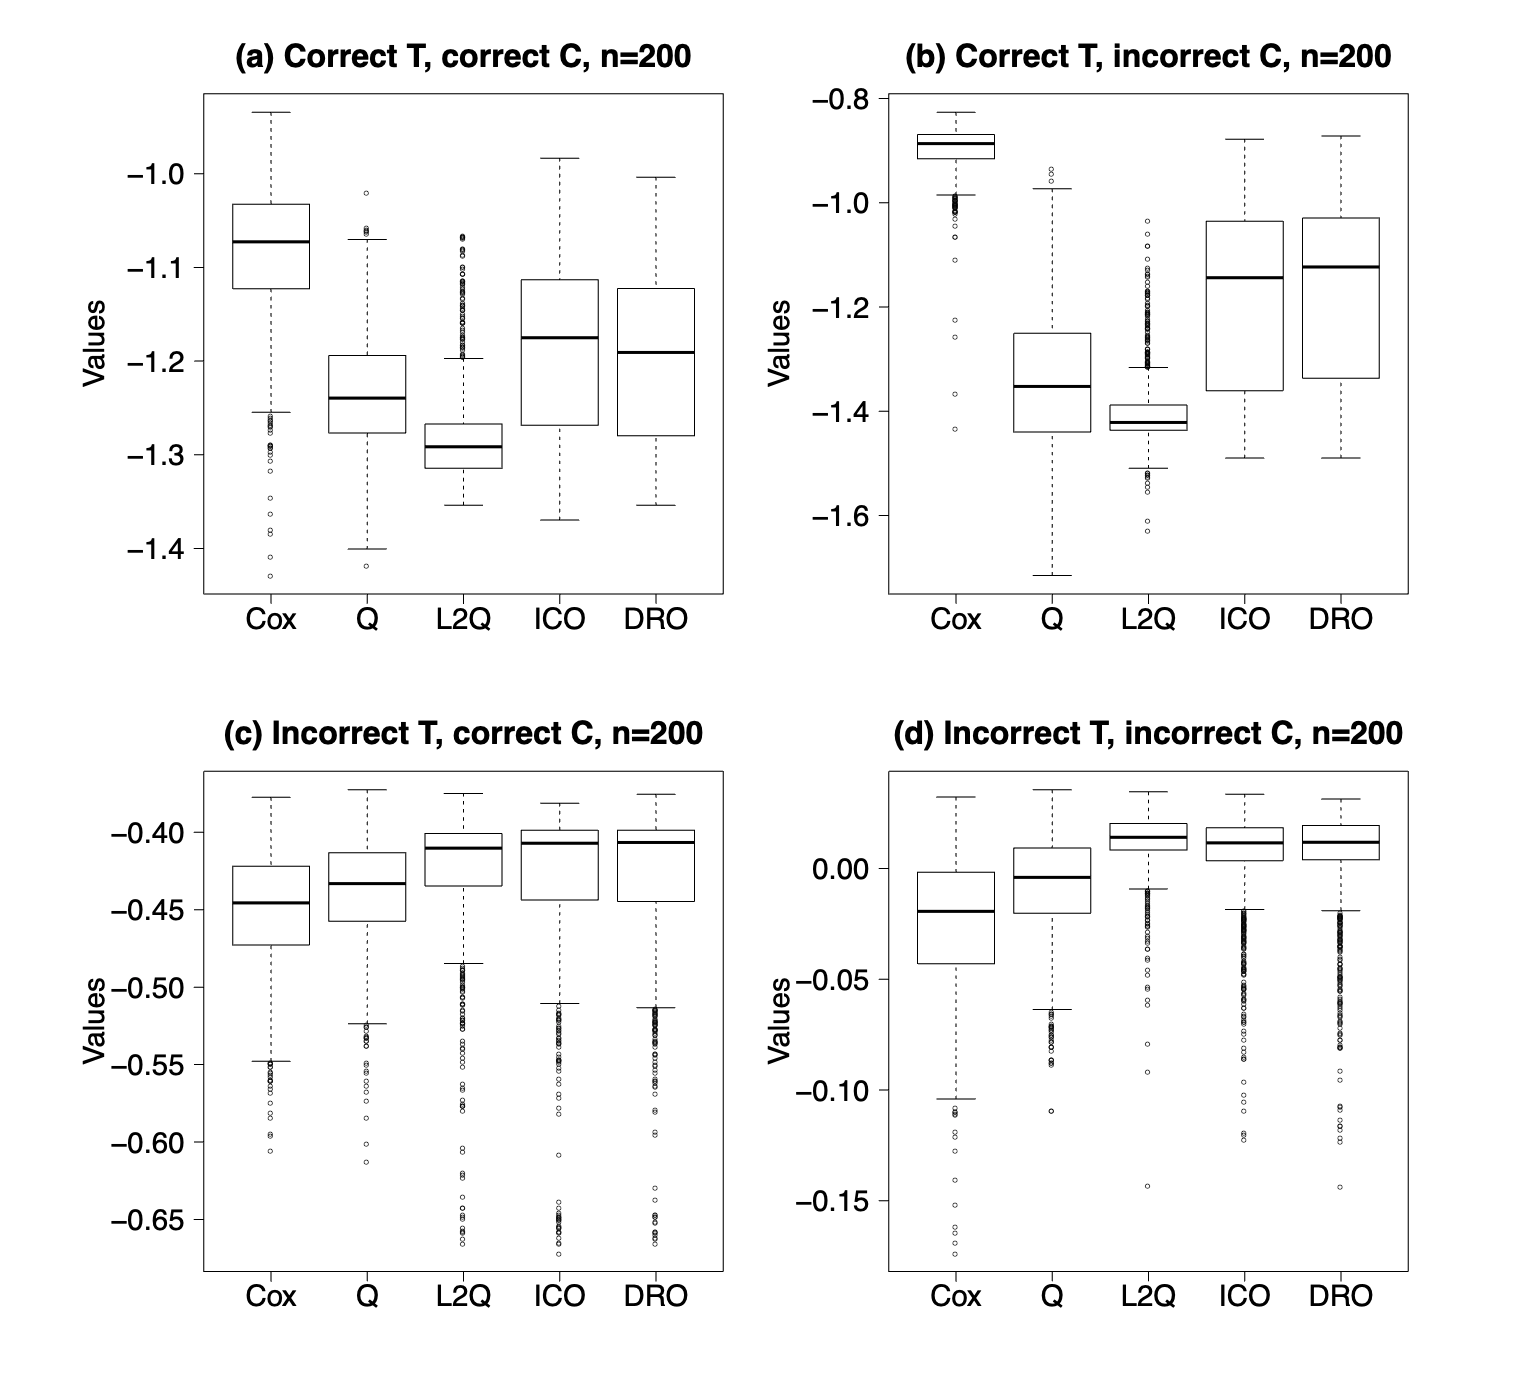 (a) Correct T, correct C, n=200
Values
−1.0
−1.1
−1.2
−1.3
−1.4
Cox Q L2Q ICO DRO
(b) Correct T, incorrect C, n=200
Values
−0.8
−1.0
−1.2
−1.4
−1.6
Cox Q L2Q ICO DRO
(c) Incorrect T, correct C, n=200
Values
−0.40
−0.45
−0.50
−0.55
−0.60
−0.65
Cox Q L2Q ICO DRO
(d) Incorrect T, incorrect C, n=200
Values
0.00
−0.05
−0.10
−0.15
Cox Q L2Q ICO DRO